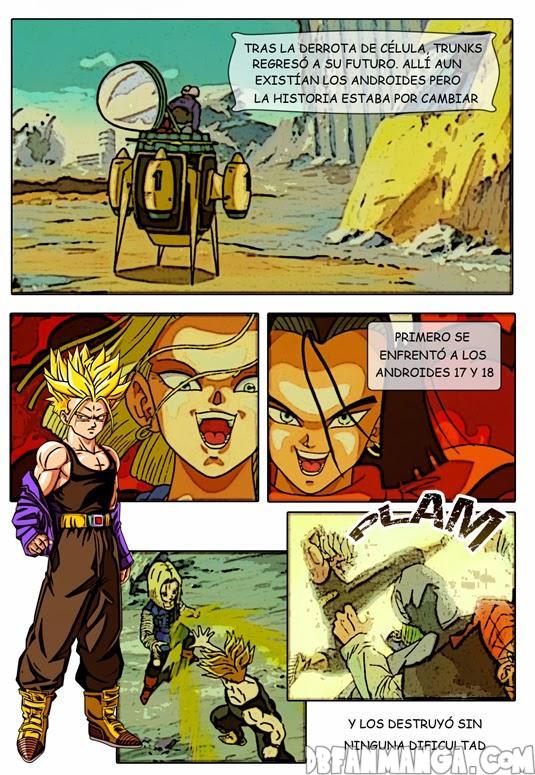 TRAS LA DERROTA DE CÉLULA, TRUNKS
REGRESÓ A SU FUTURO. ALLÍ AUN
EXISTÍAN LOS ANDROIDES PERO
LA HISTORIA ESTABA POR CAMBIAR
1
PRIMERO SE
ENFRENTÓ A LOS
ANDROIDES 17 Y 18
PLAM
Y LOS DESTRUYÓ SIN
NINGUNA DIFICULTAD
DBFANMANGA.COM